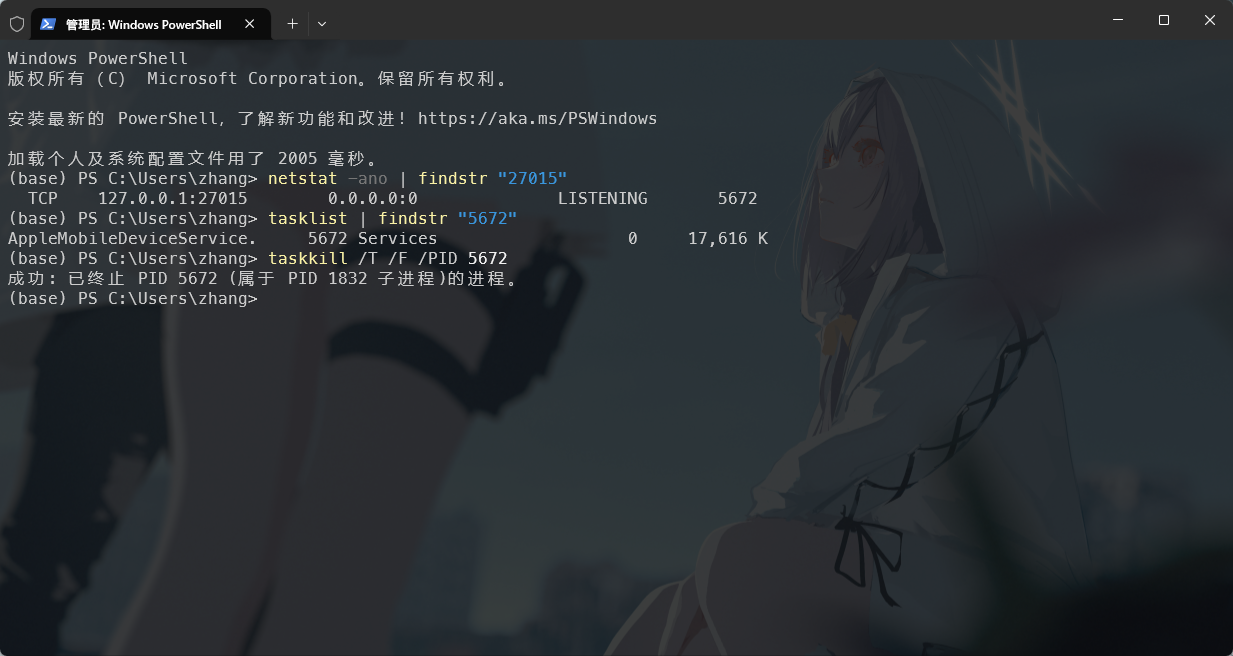 管理员: Windows PowerShell
Windows PowerShell
版权所有 (C) Microsoft Corporation。保留所有权利。
安装最新的 PowerShell，了解新功能和改进！https://aka.ms/PSWindows
加载个人及系统配置文件用了 2005 毫秒。
(base) PS C:\Users\zhang> netstat -ano | findstr "27015"
TCP 127.0.0.1:27015 0.0.0.0:0 LISTENING 5672
(base) PS C:\Users\zhang> tasklist | findstr "5672"
AppleMobileDeviceService. 5672 Services 0 17,616 K
(base) PS C:\Users\zhang> taskkill /T /F /PID 5672
成功: 已终止 PID 5672 (属于 PID 1832 子进程)的进程。
(base) PS C:\Users\zhang>